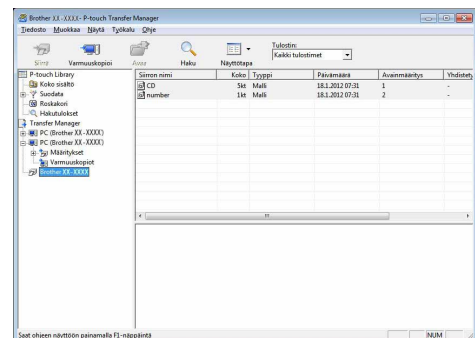 Brother XX-XXXX- P-touch Transfer Manager
Tiedosto Muokkaa Näytä Työkalu Ohje
Siirrä Varmuuskopioi Avaa Haku Näyttötapa
Tulostin:
Kaikki tulostimet
P-touch Library
Koko sisältö
Suodata
Roskakori
Hakutulokset
Transfer Manager
PC (Brother XX-XXXX)
PC (Brother XX-XXXX)
Määritykset
Varmuuskopiot
Brother XX-XXXX
Siirron nimi Koko Tyyppi Päivämäärä Avainmääritys Yhdistety
CD 5kt Malli 18.1.2012 07:31 1 -
number 1kt Malli 18.1.2012 07:31 2 -
Saat ohjeen näyttöön painamalla F1-näppäintä
NUM